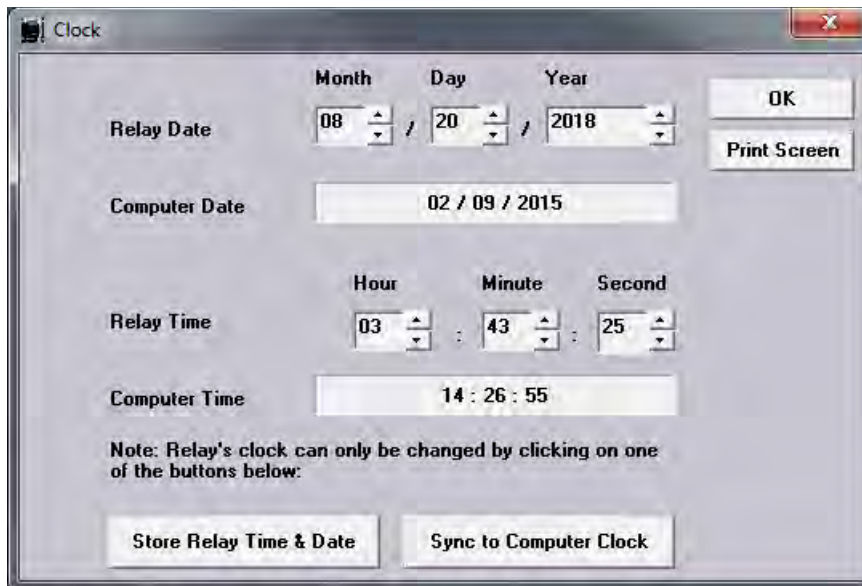 Clock
Month Day Year
Relay Date 08 / 20 / 2018
OK
Print Screen
Computer Date 02 / 09 / 2015
Hour Minute Second
Relay Time 03 : 43 : 25
Computer Time 14 : 26 : 55
Note: Relay's clock can only be changed by clicking on one
of the buttons below:
Store Relay Time & Date Sync to Computer Clock